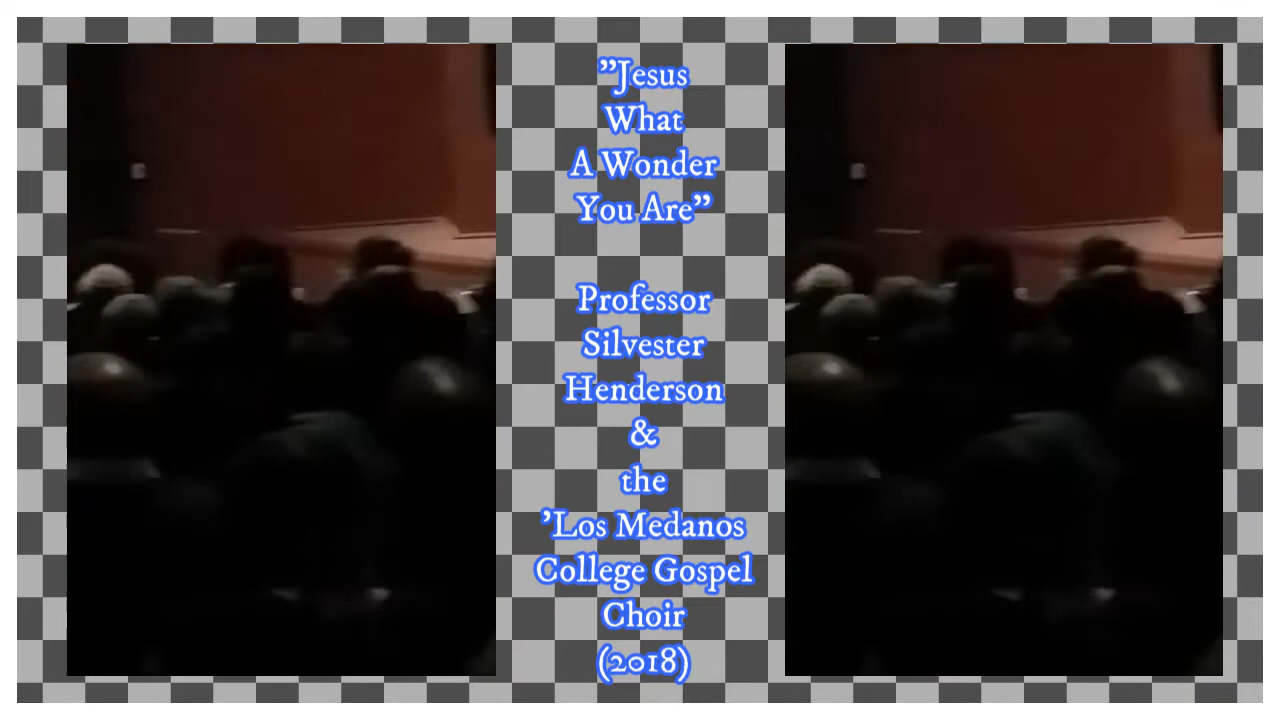 ”Jesus
What
A Wonder
You Are”
Professor
Silvester
Henderson
&
the
’Los Medanos
College Gospel
Choir
(2018)